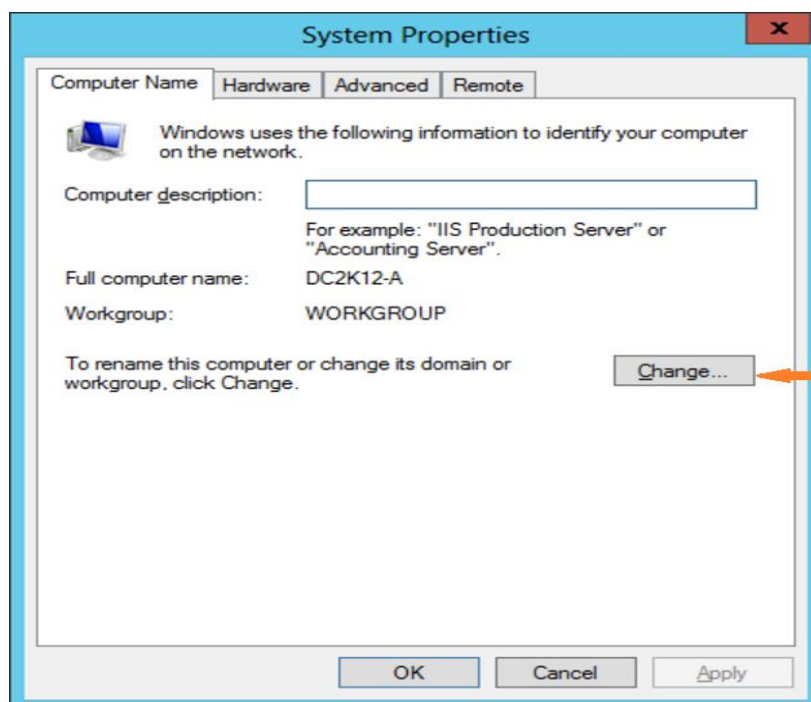 System Properties
x
Computer Name Hardware Advanced Remote
Windows uses the following information to identify your computer
on the network.
Computer description:
For example: "IIS Production Server" or
"Accounting Server".
Full computer name: DC2K12-A
Workgroup: WORKGROUP
To rename this computer or change its domain or
workgroup, click Change.
Change...
OK Cancel Apply